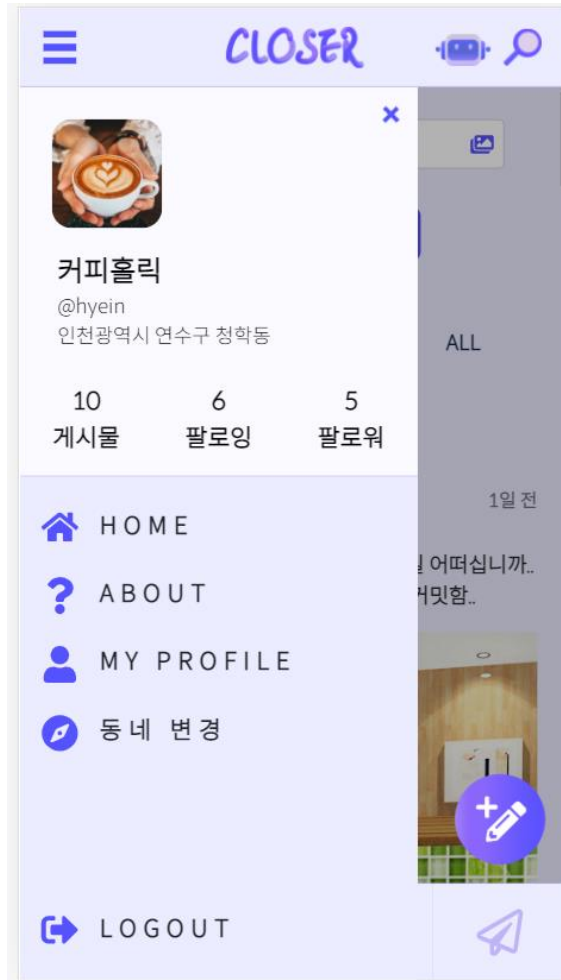 CLOSER
커피홀릭
@hyein
인천광역시 연수구 청학동
10 6 5
게시물 팔로잉 팔로워
HOME
ABOUT
MY PROFILE
동네 변경
LOGOUT
ALL
1일 전
어떠십니까..